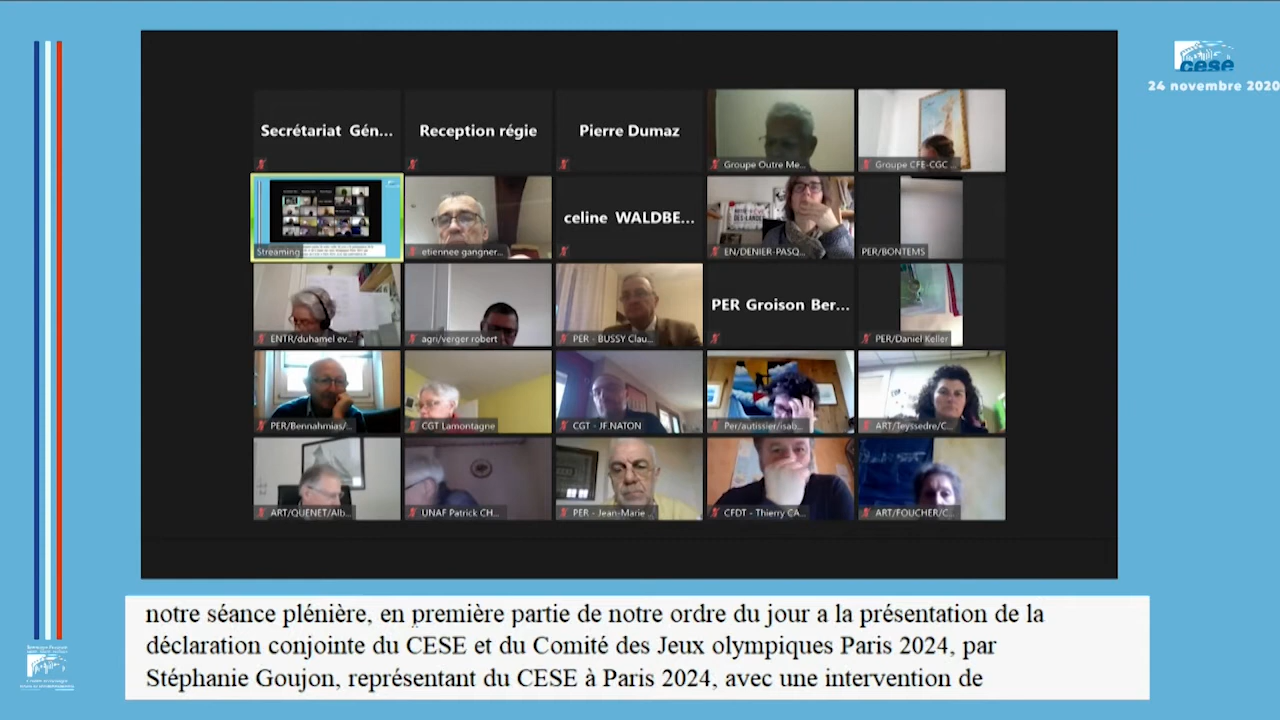 cese
24 novembre 2020
Secrétariat Gén...
Reception régie
Pierre Dumaz
Groupe Outre Me...
Groupe CFE-CGC ...
Streaming
etiennee gangner...
celine WALDBE...
EN/DENIER-PASQ...
PER/BONTEMS
ENTR/duhamel ev...
agri/verger robert
PER - BUSSY Clau...
PER Groison Ber...
PER/Daniel Keller
PER/Bennahmias/...
CGT Lamontagne
CGT - JF.NATON
Per/autissier/isab...
ART/Teyssedre/C...
ART/QUENET/Alb...
UNAF Patrick CH...
PER - Jean-Marie ...
CFDT - Thierry CA...
ART/FOUCHER/C...
notre séance plénière, en première partie de notre ordre du jour a la présentation de la
déclaration conjointe du CESE et du Comité des Jeux olympiques Paris 2024, par
Stéphanie Goujon, représentant du CESE à Paris 2024, avec une intervention de